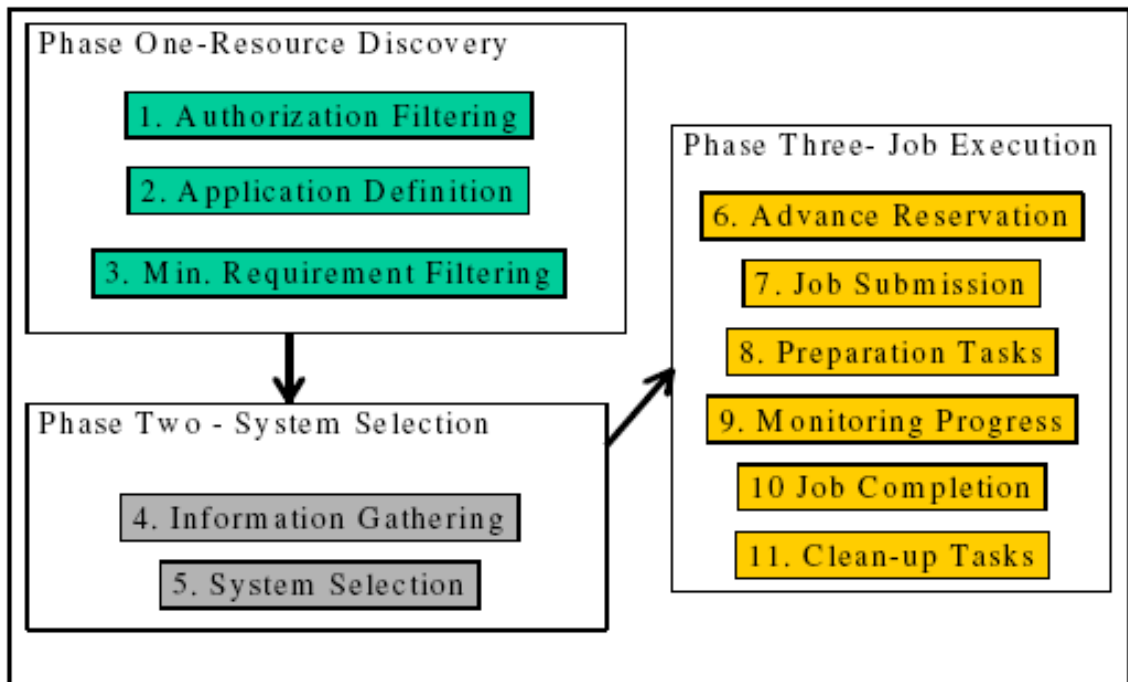 Phase One-Resource Discovery
1. Authorization Filtering
2. Application Definition
3. Min. Requirement Filtering
Phase Two - System Selection
4. Information Gathering
5. System Selection
Phase Three- Job Execution
6. Advance Reservation
7. Job Submission
8. Preparation Tasks
9. Monitoring Progress
10 Job Completion
11. Clean-up Tasks